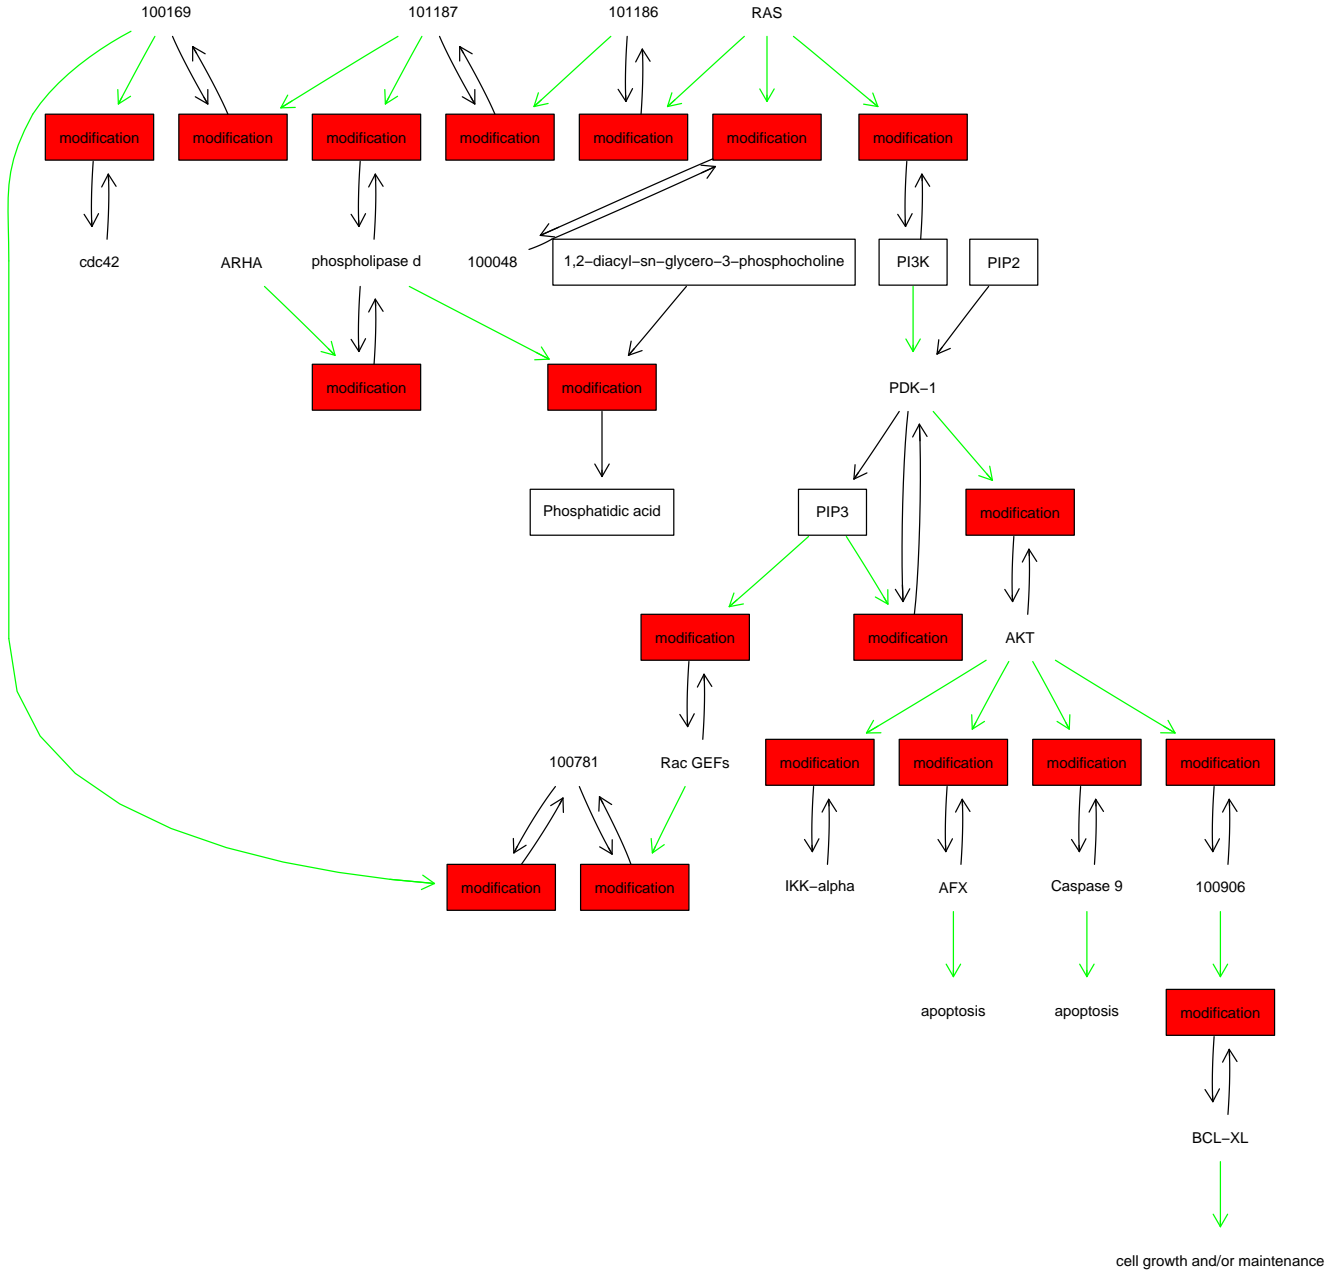 100169
101187
101186
RAS
modification
modification
modification
modification
modification
modification
modification
cdc42
ARHA
phospholipase d
100048
1,2−diacyl−sn−glycero−3−phosphocholine
PI3K
PIP2
modification
modification
PDK−1
Phosphatidic acid
PIP3
modification
modification
modification
AKT
100781
Rac GEFs
modification
modification
modification
modification
modification
modification
IKK−alpha
AFX
Caspase 9
100906
apoptosis
apoptosis
modification
BCL−XL
cell growth and/or maintenance